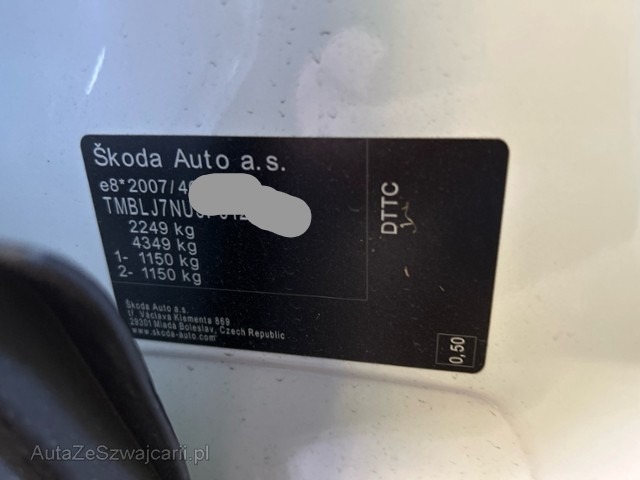 Škoda Auto a.s.
e8*2007/4
TMBLJ7NU
2249 kg
4349 kg
1- 1150 kg
2- 1150 kg
DTTC
Škoda Auto a.s.
tř. Václava Klementa 869
29301 Mladá Boleslav, Czech Republic
www.skoda-auto.com
0,50
AutaZeSzwajcarii.pl